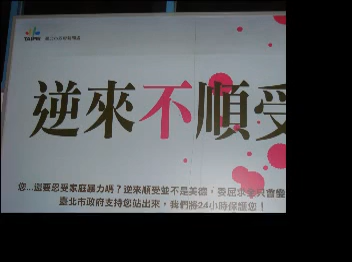 TAIPEI
逆來不順受
您...還要忍受家庭暴力嗎?逆來順受並不是美德,委屈求全只會變
臺北市政府支持您站出來,我們將24小時保護您!